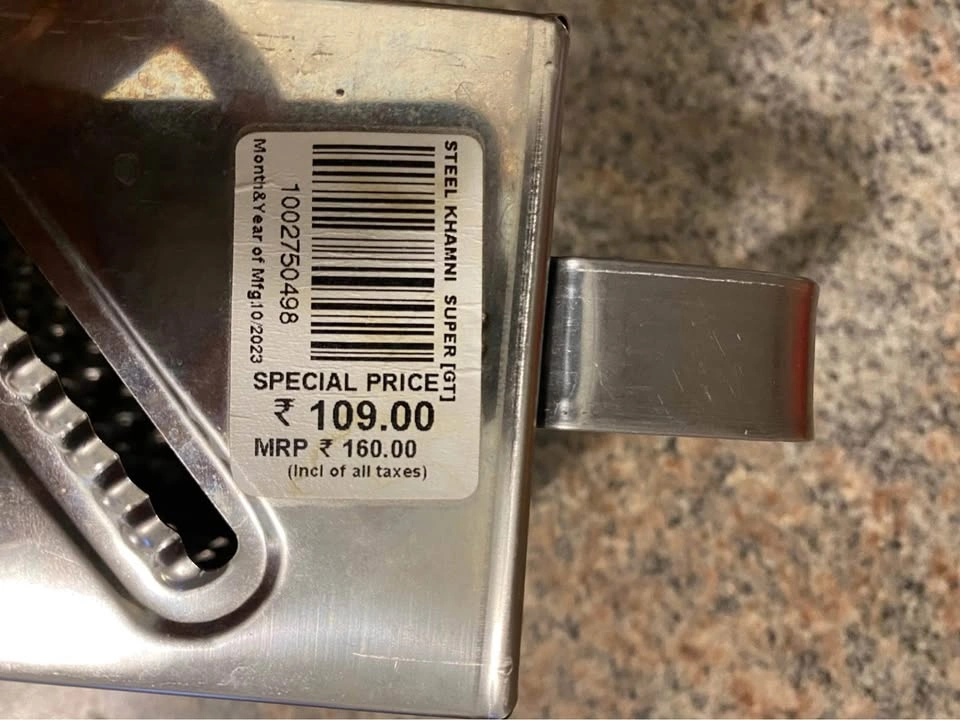 STEEL KHAMNI SUPER [GT]
1002750498
Month&Year of Mfg.10/2023
SPECIAL PRICE
₹ 109.00
MRP ₹ 160.00
(Incl of all taxes)